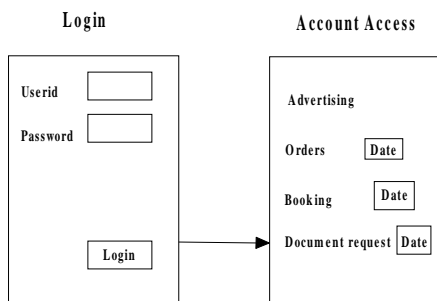 Login
Userid
Password
Login
Account Access
Advertising
Orders Date
Booking Date
Document request Date